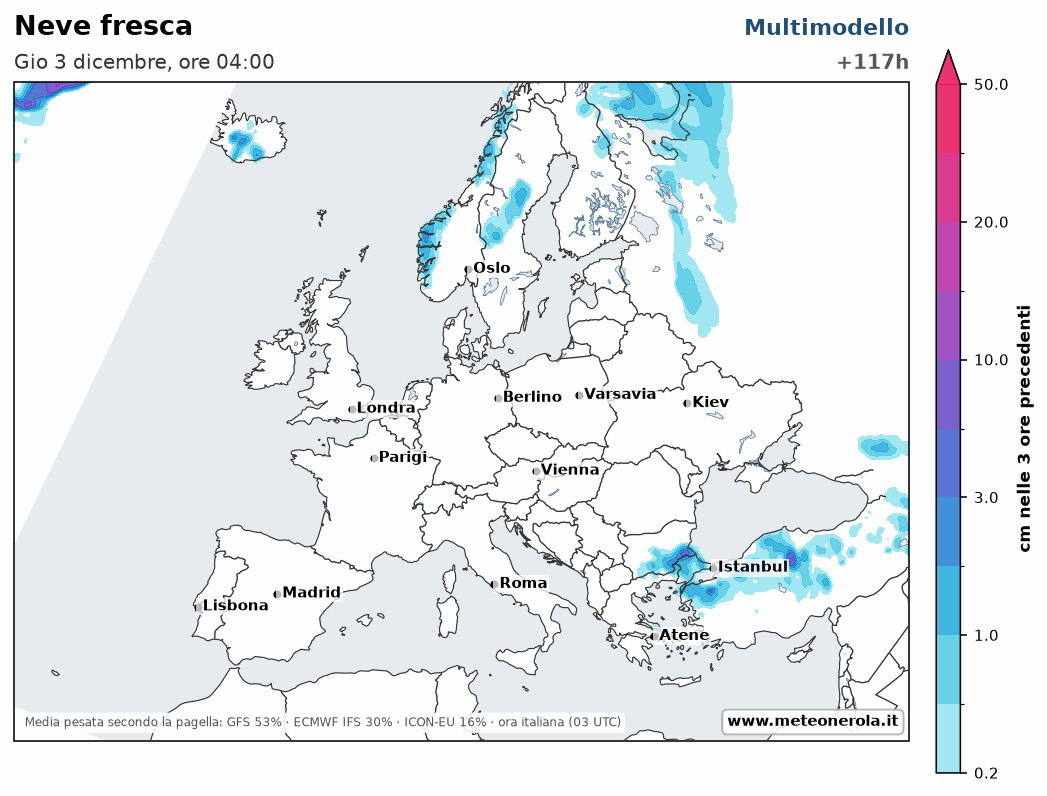 Neve fresca
Multimodello
Gio 3 dicembre, ore 04:00
+117h
50.0
20.0
10.0
3.0
1.0
0.2
cm nelle 3 ore precedenti
Oslo
Berlino
Varsavia
Kiev
Londra
Parigi
Vienna
Istanbul
Roma
Madrid
Lisbona
Atene
Media pesata secondo la pagella: GFS 53% · ECMWF IFS 30% · ICON-EU 16% · ora italiana (03 UTC)
www.meteonerola.it